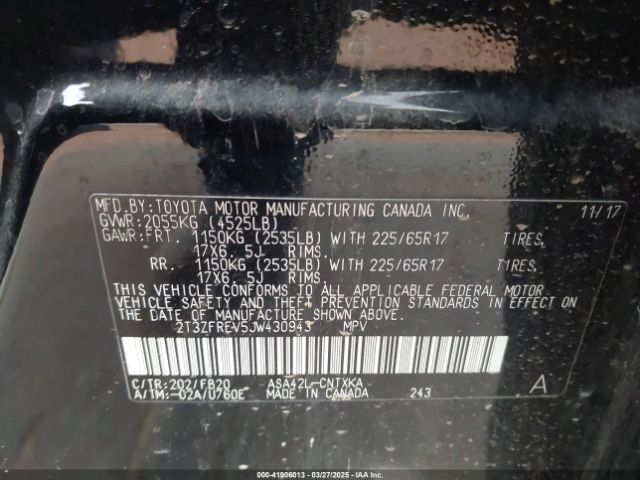 MFD.BY:TOYOTA MOTOR MANUFACTURING CANADA INC. 11/17
GVWR:2055KG (4525LB)
GAWR:FRT. 1150KG (2535LB) WITH 225/65R17 TIRES,
17X6.5J RIMS.
RR. 1150KG (2535LB) WITH 225/65R17 TIRES,
17X6.5J RIMS.
THIS VEHICLE CONFORMS TO ALL APPLICABLE FEDERAL MOTOR
VEHICLE SAFETY AND THEFT PREVENTION STANDARDS IN EFFECT
ON THE DATE OF MANUFACTURE SHOWN ABOVE.
2T3ZFREV5JW430943 MPV
C/TR:202/FB20 ASA42L-CNTXKA A
A/TM:-02A/U760E MADE IN CANADA 243
000-41906013 — 03/27/2025 — IAA Inc.